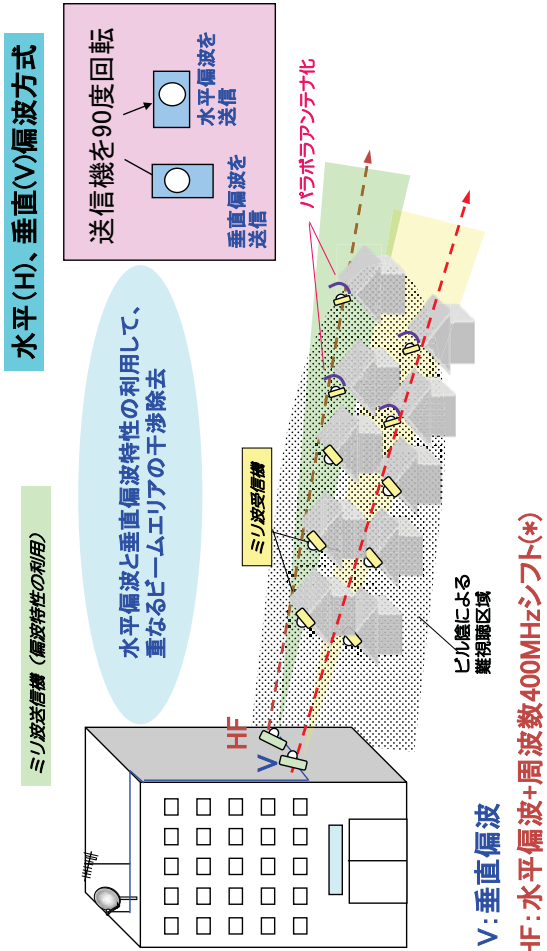 水平(H)、垂直(V)偏波方式
ミリ波送信機（偏波特性の利用）
水平偏波と垂直偏波特性の利用して、
重なるビームエリアの干渉除去
送信機を90度回転
垂直偏波を
送信
水平偏波を
送信
パラボラアンテナ化
ミリ波受信機
HF
V
ビル陰による
難視聴区域
V:垂直偏波
HF:水平偏波+周波数400MHzシフト(*)